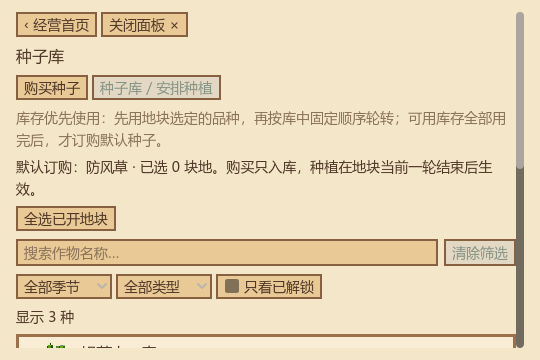 ‹ 经营首页 关闭面板 ×
种子库
购买种子 种子库 / 安排种植
库存优先使用：先用地块选定的品种，再按库中固定顺序轮转；可用库存全部用
完后，才订购默认种子。
默认订购：防风草 · 已选 0 块地。购买只入库，种植在地块当前一轮结束后生
效。
全选已开地块
搜索作物名称... 清除筛选
全部季节 全部类型 只看已解锁
显示 3 种